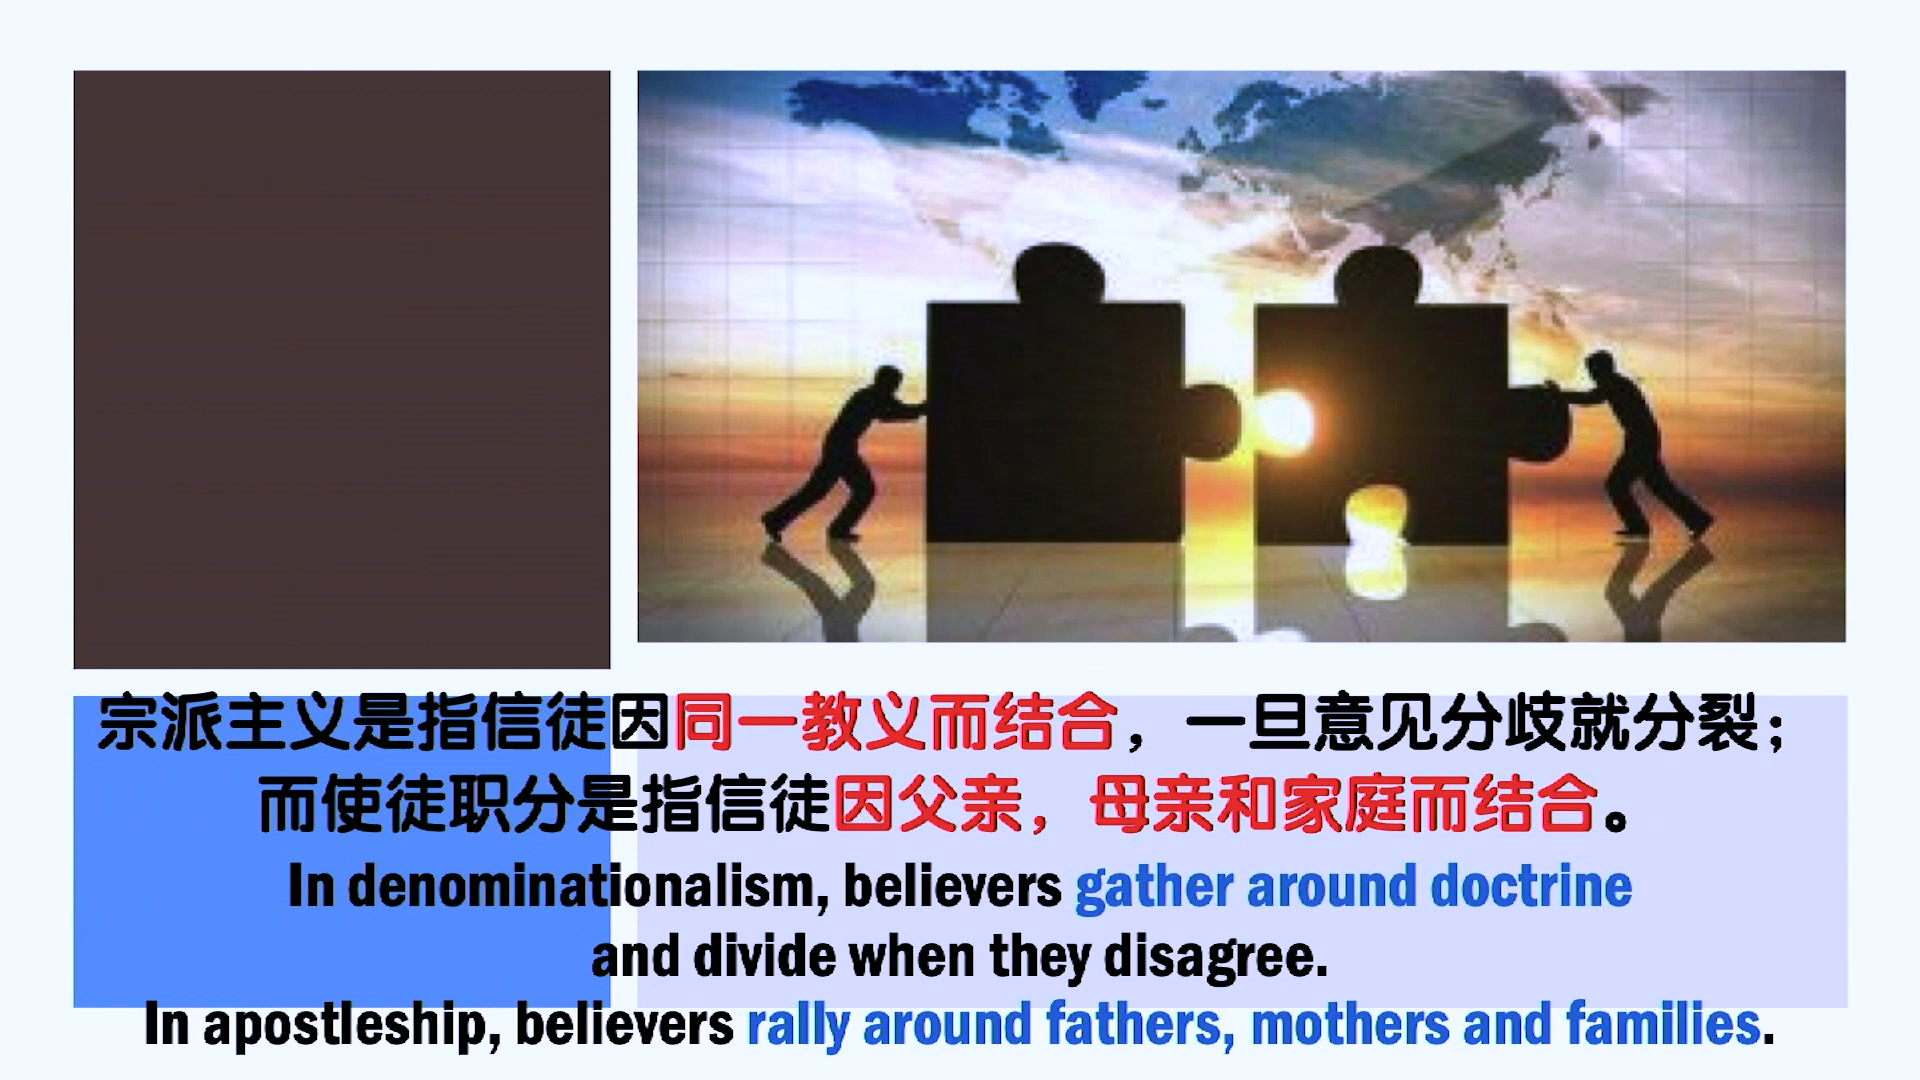 宗派主义是指信徒因同一教义而结合，一旦意见分歧就分裂；
而使徒职分是指信徒因父亲，母亲和家庭而结合。
In denominationalism, believers gather around doctrine
and divide when they disagree.
In apostleship, believers rally around fathers, mothers and families.